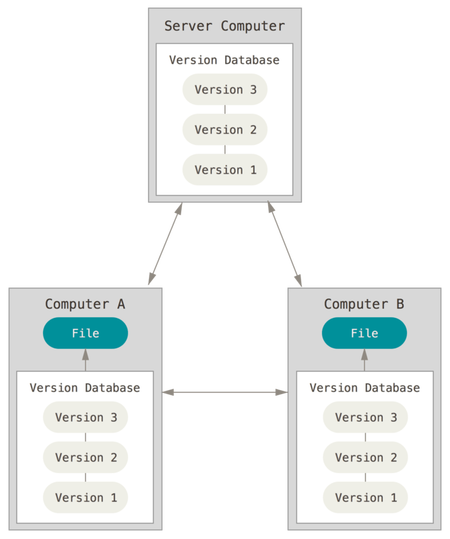 Server Computer
Version Database
Version 3
Version 2
Version 1
Computer A
File
Version Database
Version 3
Version 2
Version 1
Computer B
File
Version Database
Version 3
Version 2
Version 1